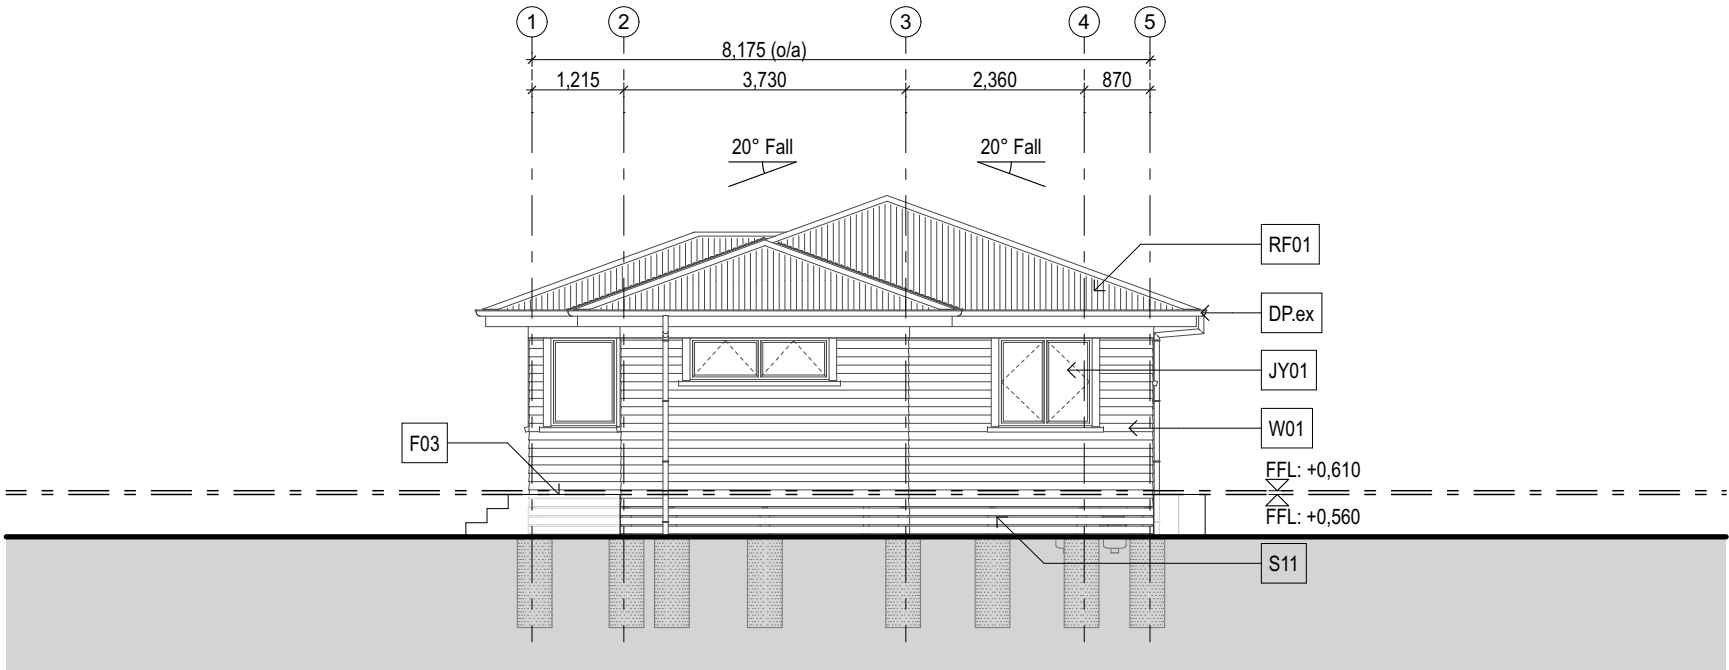 1 2 3 4 5
8,175 (o/a)
1,215 3,730 2,360 870
20° Fall 20° Fall
RF01
DP.ex
JY01
W01
F03
FFL: +0,610
FFL: +0,560
S11